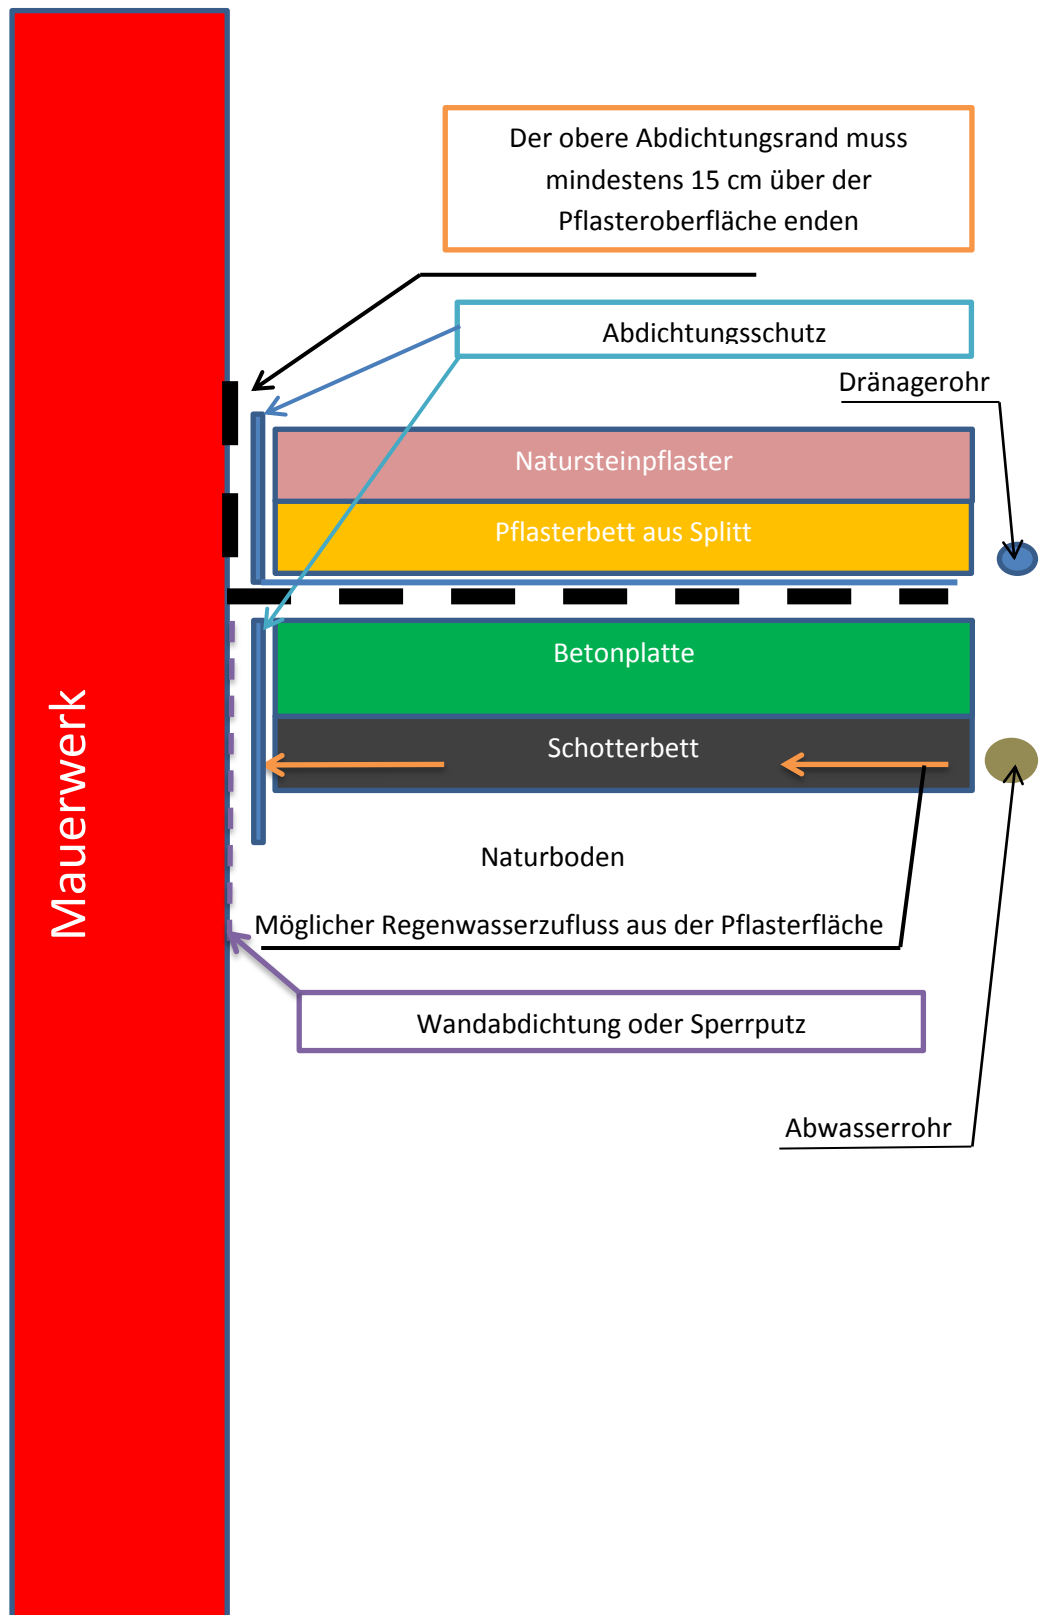 Der obere Abdichtungsrand muss
mindestens 15 cm über der
Pflasteroberfläche enden
Abdichtungsschutz
Dränagerohr
Natursteinpflaster
Pflasterbett aus Splitt
Betonplatte
Mauerwerk
Schotterbett
Naturboden
Möglicher Regenwasserzufluss aus der Pflasterfläche
Wandabdichtung oder Sperrputz
Abwasserrohr